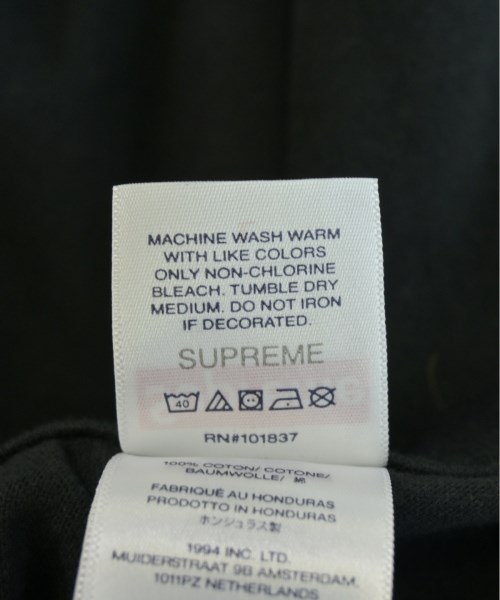 MACHINE WASH WARM
WITH LIKE COLORS
ONLY NON-CHLORINE
BLEACH. TUMBLE DRY
MEDIUM. DO NOT IRON
IF DECORATED.
SUPREME
40
RN#101837
100% COTON/ COTONE/
BAUMWOLLE/ 綿
FABRIQUÉ AU HONDURAS
PRODOTTO IN HONDURAS
ホンジュラス製
1994 INC. LTD.
MUIDERSTRAAT 9B AMSTERDAM.
1011PZ NETHERLANDS